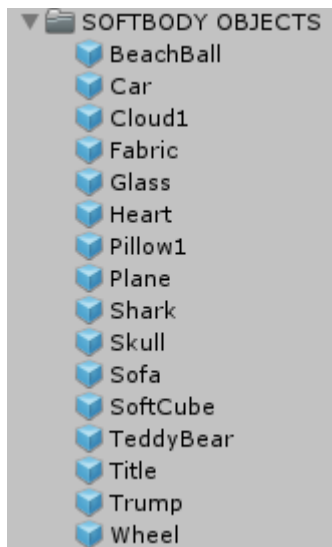 SOFTBODY OBJECTS
BeachBall
Car
Cloud1
Fabric
Glass
Heart
Pillow1
Plane
Shark
Skull
Sofa
SoftCube
TeddyBear
Title
Trump
Wheel